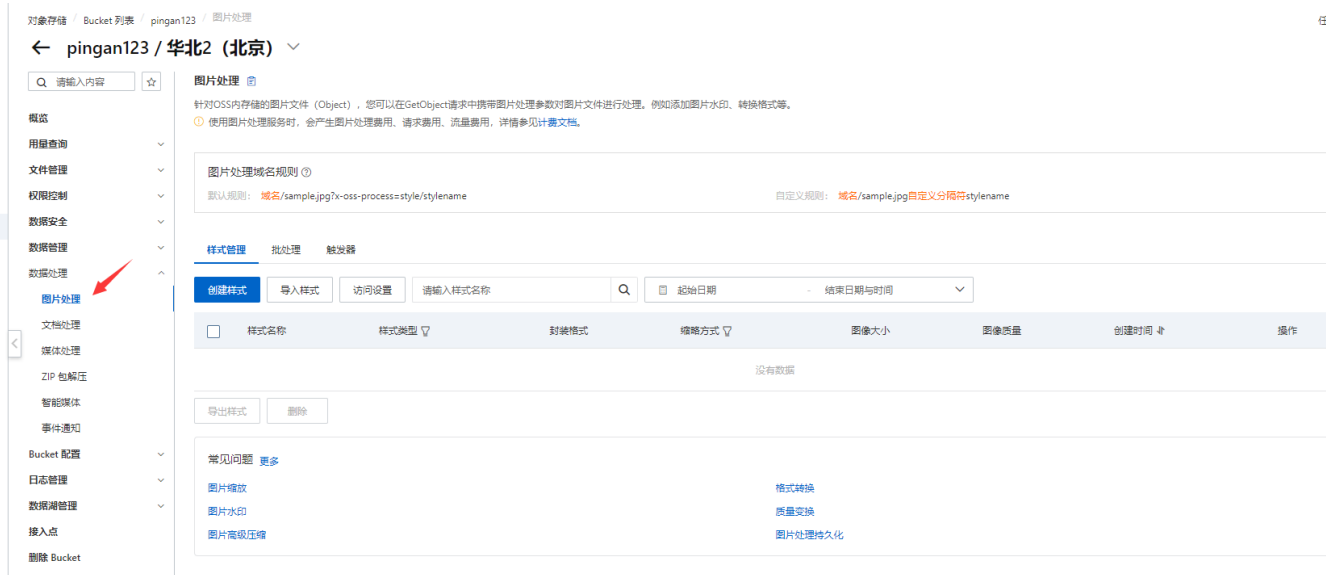 对象存储 / Bucket 列表 / pingan123 / 图片处理
pingan123 / 华北2（北京）
请输入内容
概览
用量查询
文件管理
权限控制
数据安全
数据管理
数据处理
图片处理
文档处理
媒体处理
ZIP 包解压
智能媒体
事件通知
Bucket 配置
日志管理
数据湖管理
接入点
删除 Bucket
图片处理
针对OSS内存储的图片文件（Object），您可以在GetObject请求中携带图片处理参数对图片文件进行处理。例如添加图片水印、转换格式等。
使用图片处理服务时，会产生图片处理费用、请求费用、流量费用，详情参见计费文档。
图片处理域名规则
默认规则： 域名/sample.jpg?x-oss-process=style/stylename 自定义规则： 域名/sample.jpg自定义分隔符stylename
样式管理 批处理 触发器
创建样式 导入样式 访问设置 请输入样式名称 起始日期 - 结束日期与时间
样式名称 样式类型 封装格式 缩略方式 图像大小 图像质量 创建时间 操作
没有数据
导出样式 删除
常见问题 更多
图片缩放 格式转换
图片水印 质量变换
图片高级压缩 图片处理持久化